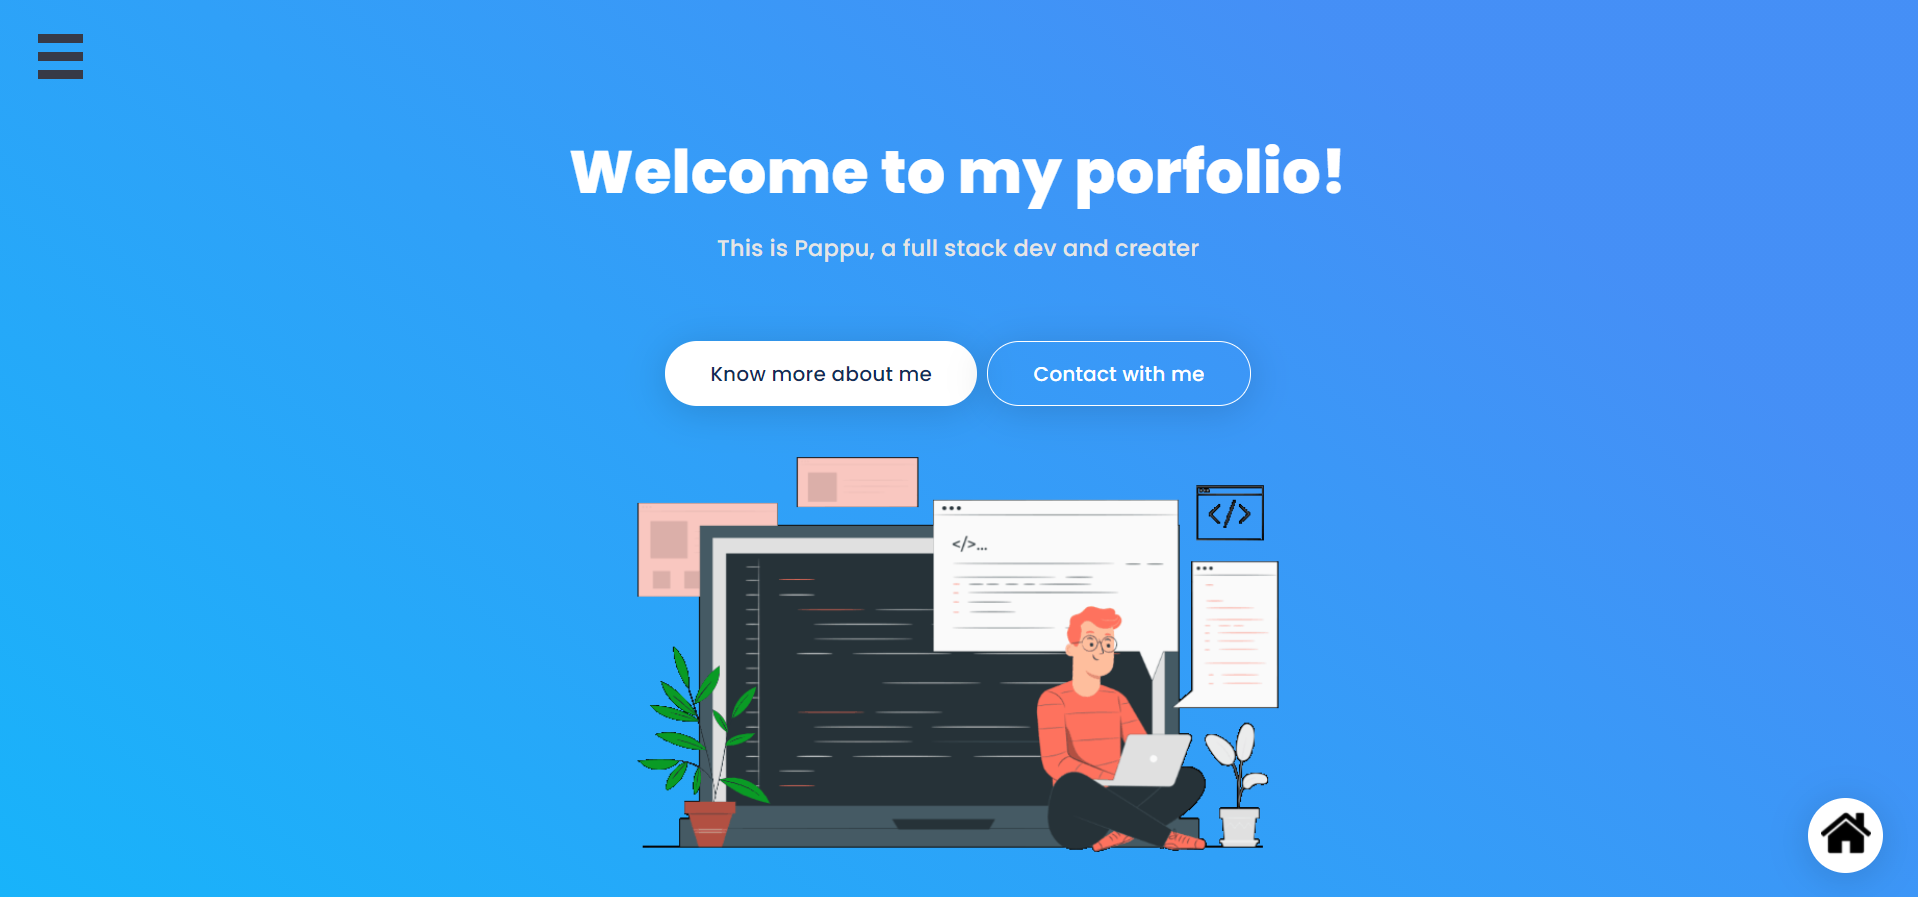 Welcome to my porfolio!
This is Pappu, a full stack dev and creater
Know more about me
Contact with me
</>
</>...